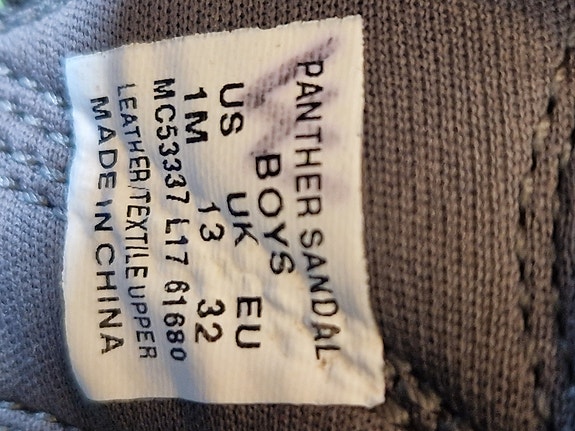 PANTHER SANDAL
BOYS
US UK EU
1M 13 32
MC53337 L17 61680
LEATHER/TEXTILE UPPER
MADE IN CHINA